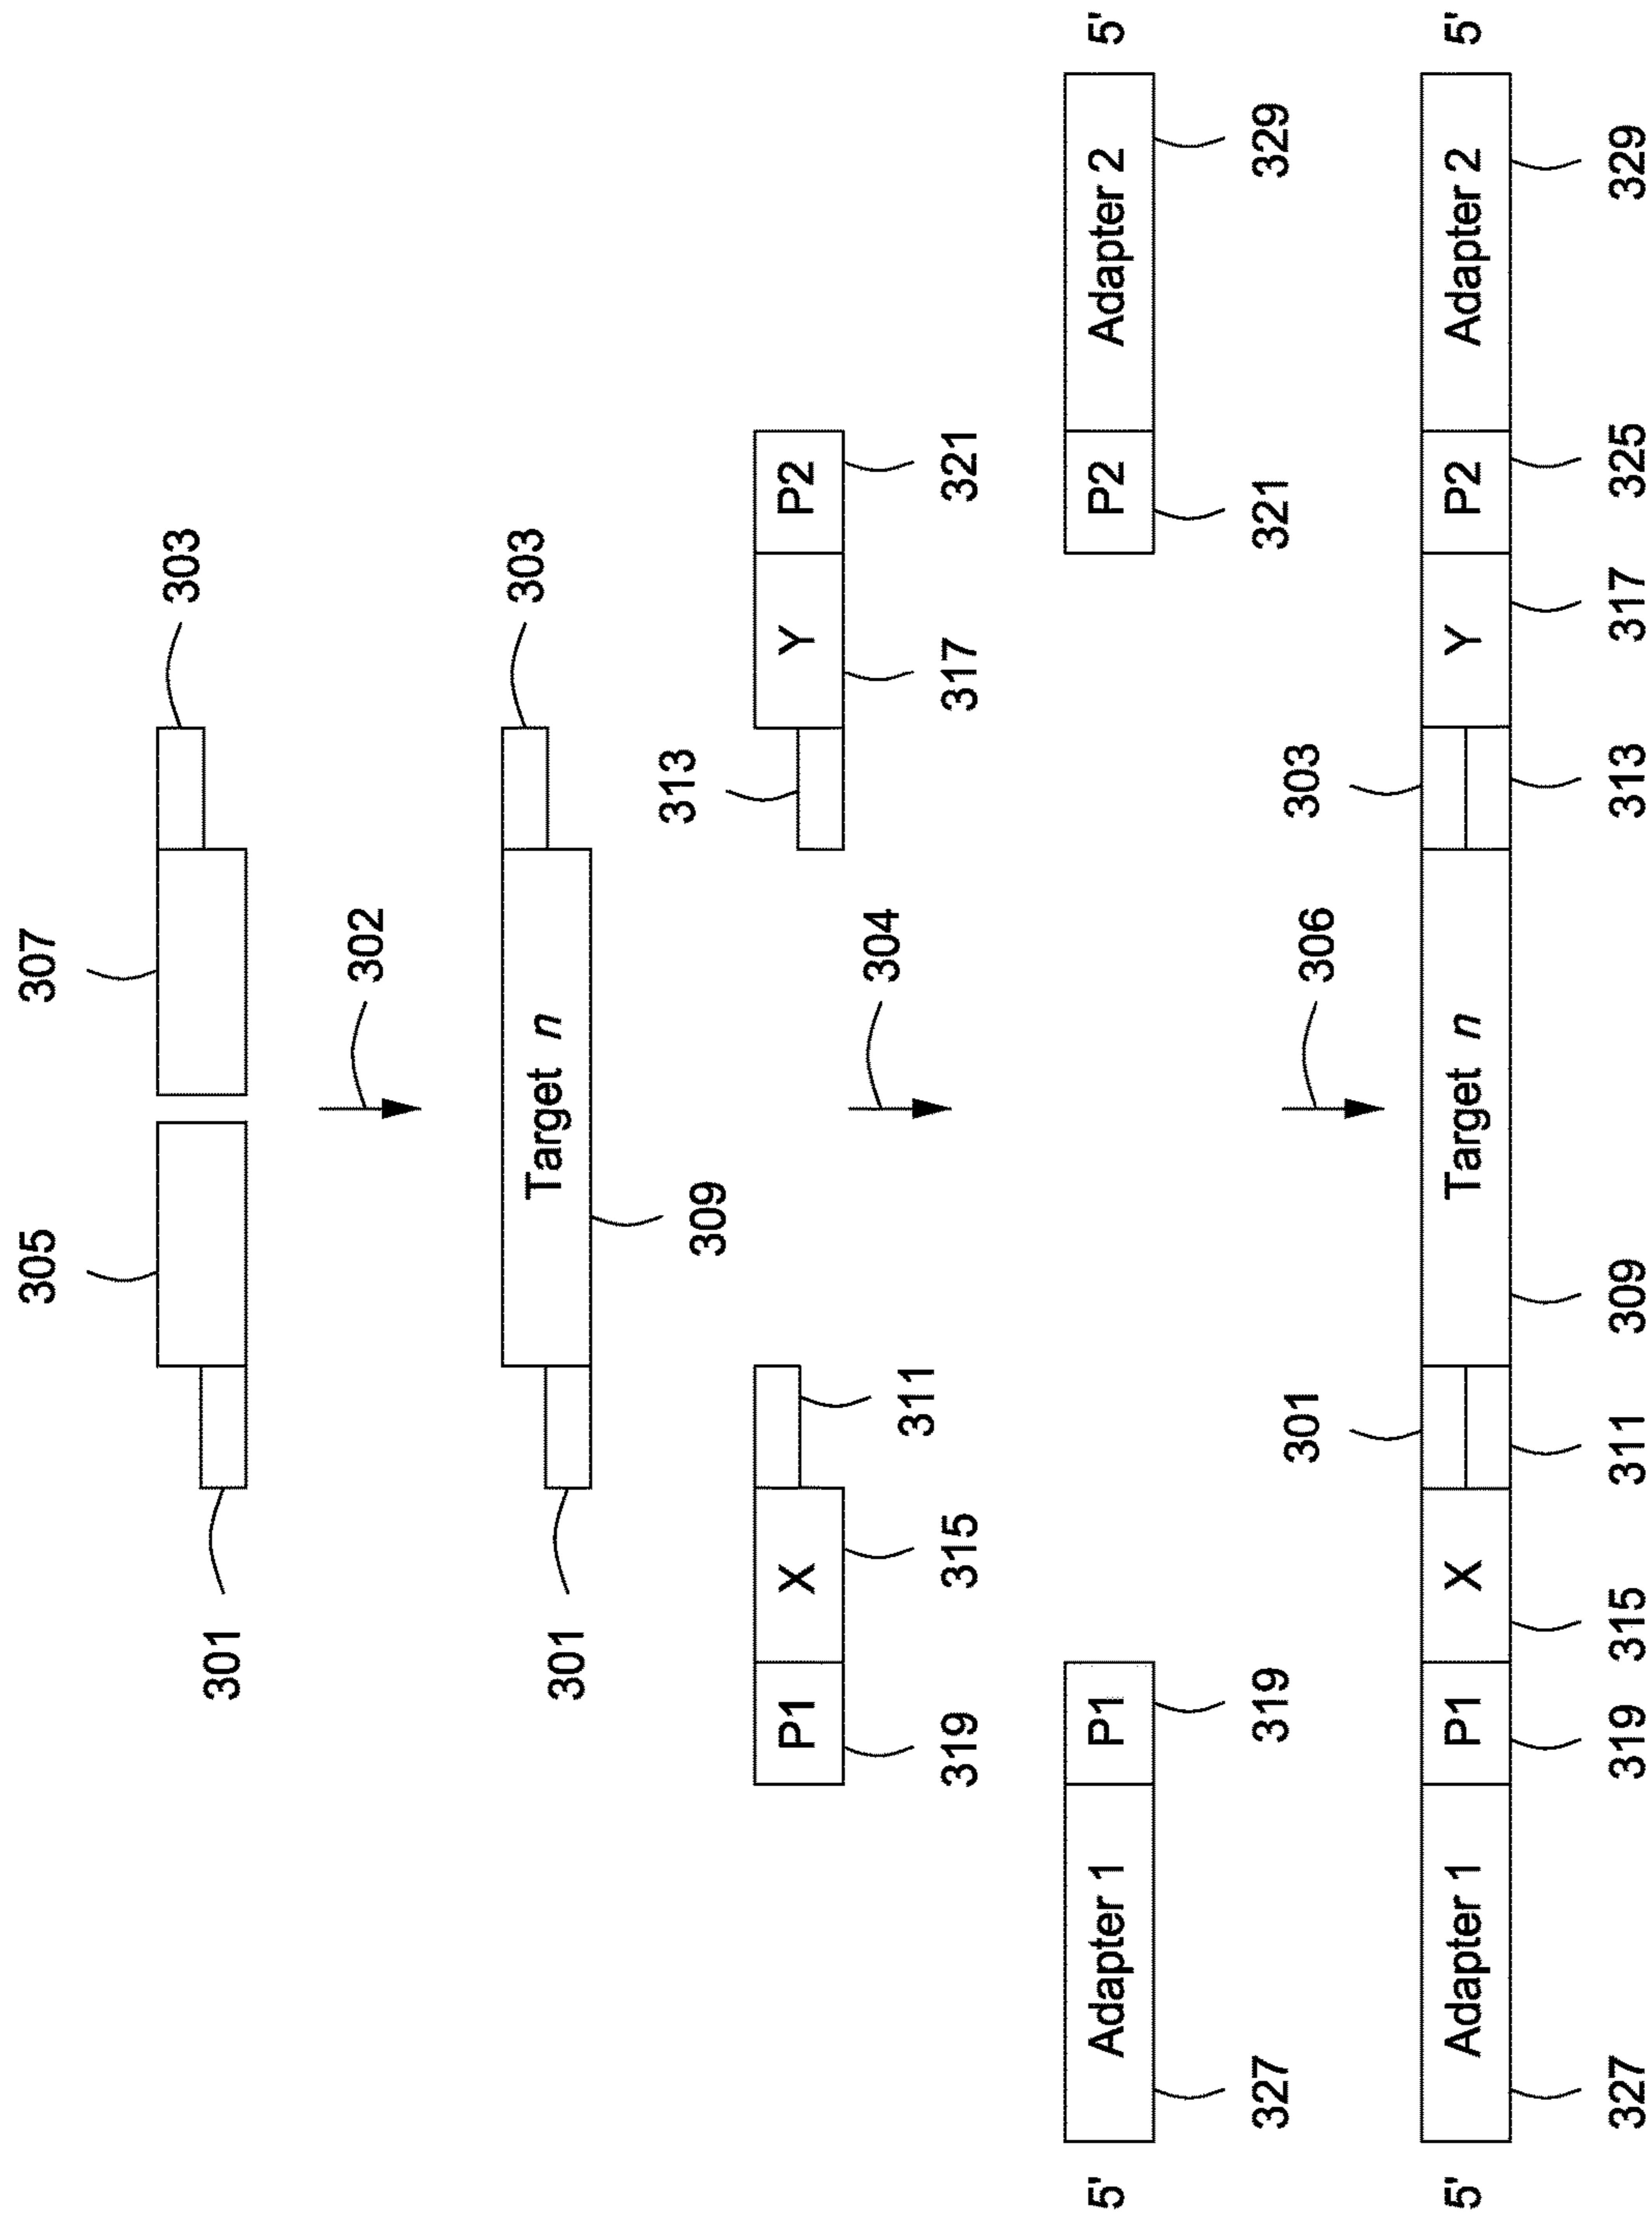 305 307
301 303
302
301 Target n 303
309
313
P1 X 311 Y P2
319 315 317 321
304
5' Adapter 1 P1 P2 Adapter 2 5'
327 319 321 329
306
301 303
5' Adapter 1 P1 X Target n Y P2 Adapter 2 5'
327 319 315 311 309 313 317 325 329